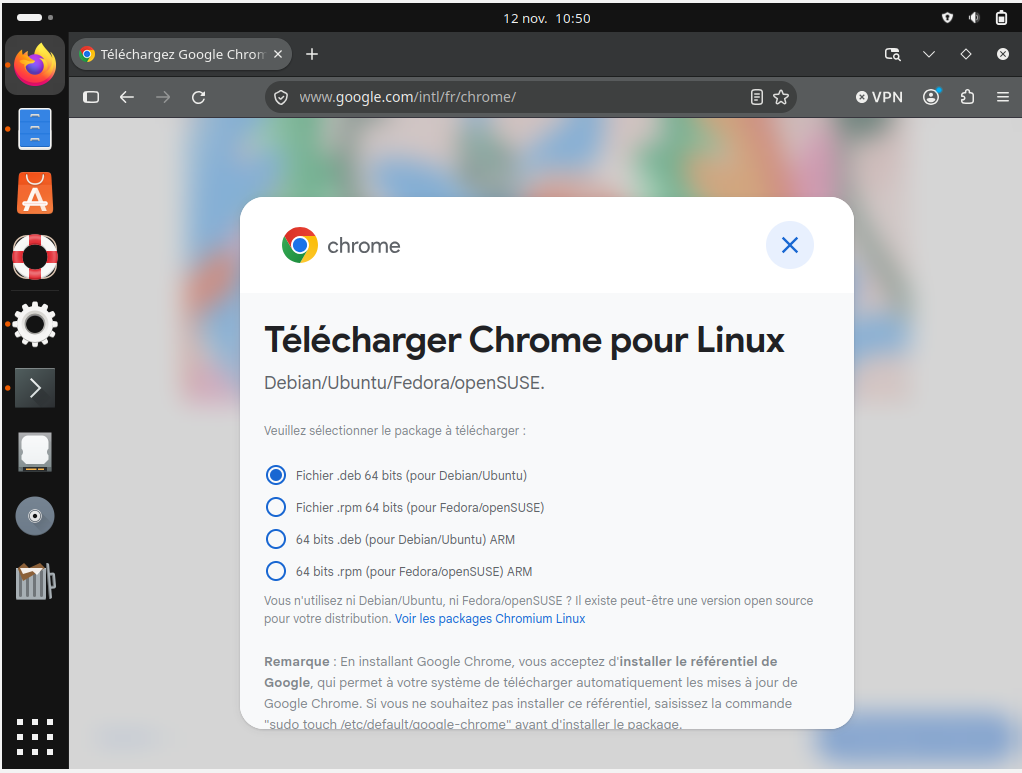 12 nov. 10:50
Téléchargez Google Chrom
www.google.com/intl/fr/chrome/
VPN
chrome
Télécharger Chrome pour Linux
Debian/Ubuntu/Fedora/openSUSE.
Veuillez sélectionner le package à télécharger :
Fichier .deb 64 bits (pour Debian/Ubuntu)
Fichier .rpm 64 bits (pour Fedora/openSUSE)
64 bits .deb (pour Debian/Ubuntu) ARM
64 bits .rpm (pour Fedora/openSUSE) ARM
Vous n'utilisez ni Debian/Ubuntu, ni Fedora/openSUSE ? Il existe peut-être une version open source
pour votre distribution. Voir les packages Chromium Linux
Remarque : En installant Google Chrome, vous acceptez d'installer le référentiel de
Google, qui permet à votre système de télécharger automatiquement les mises à jour de
Google Chrome. Si vous ne souhaitez pas installer ce référentiel, saisissez la commande
"sudo touch /etc/default/google-chrome" avant d'installer le package.